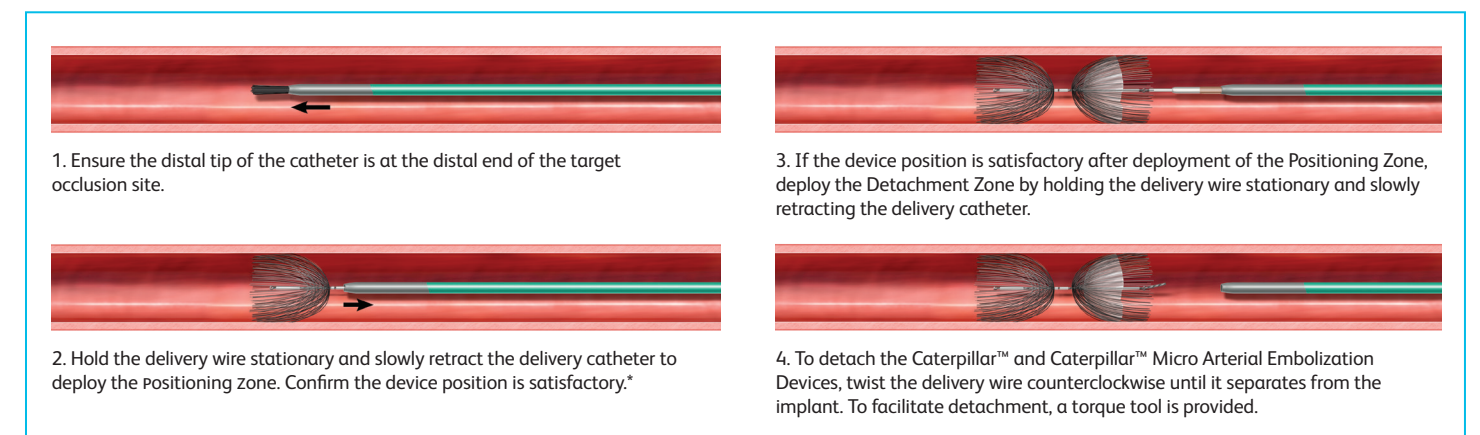 1. Ensure the distal tip of the catheter is at the distal end of the target
occlusion site.
2. Hold the delivery wire stationary and slowly retract the delivery catheter to
deploy the Positioning Zone. Confirm the device position is satisfactory.*
3. If the device position is satisfactory after deployment of the Positioning Zone,
deploy the Detachment Zone by holding the delivery wire stationary and slowly
retracting the delivery catheter.
4. To detach the Caterpillar™ and Caterpillar™ Micro Arterial Embolization
Devices, twist the delivery wire counterclockwise until it separates from the
implant. To facilitate detachment, a torque tool is provided.